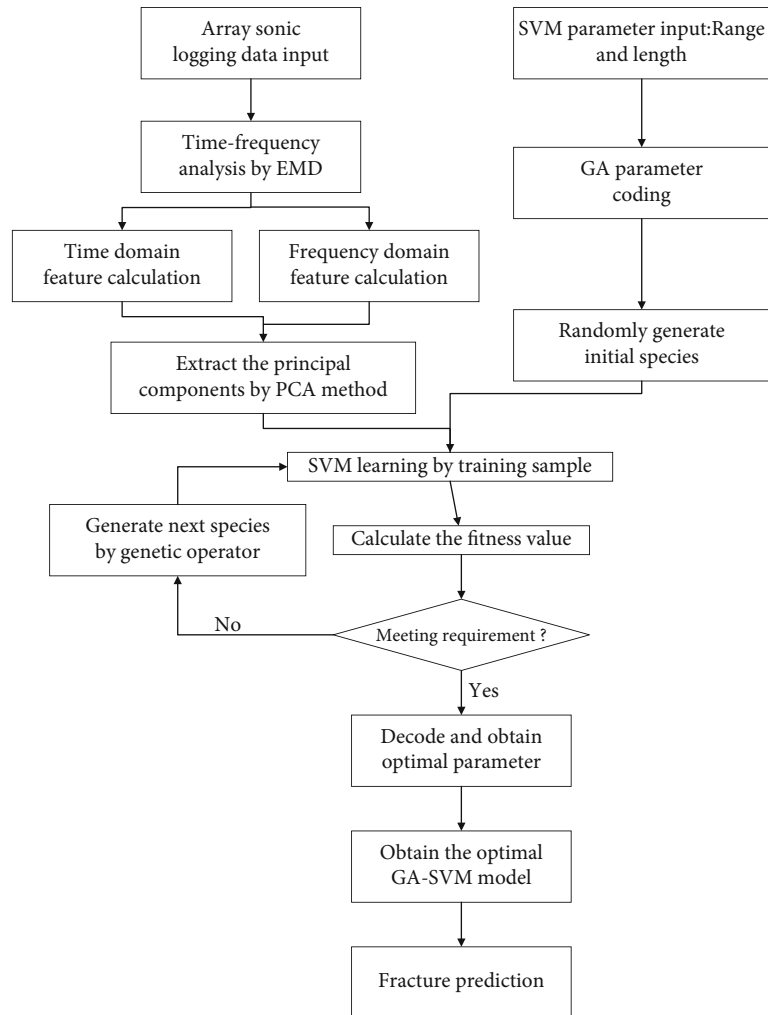 Array sonic
logging data input
SVM parameter input:Range
and length
Time-frequency
analysis by EMD
GA parameter
coding
Time domain
feature calculation
Frequency domain
feature calculation
Randomly generate
initial species
Extract the principal
components by PCA method
SVM learning by training sample
Generate next species
by genetic operator
Calculate the fitness value
No
Meeting requirement ?
Yes
Decode and obtain
optimal parameter
Obtain the optimal
GA-SVM model
Fracture prediction